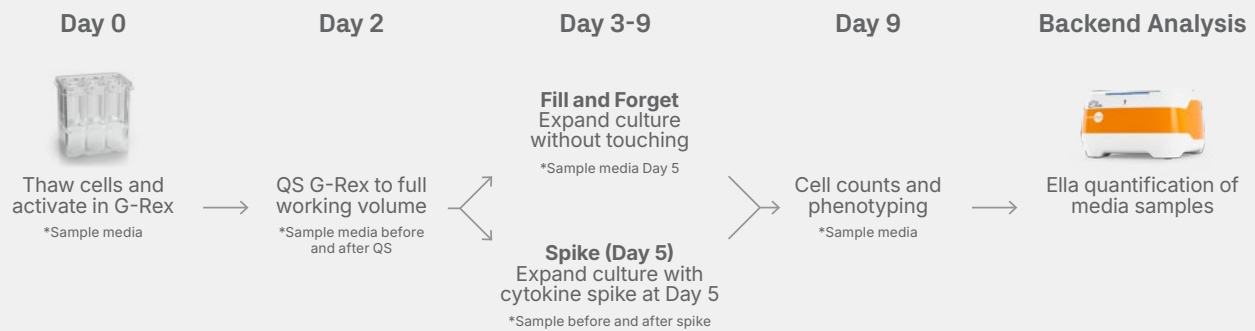 Day 0
Day 2
Day 3-9
Day 9
Backend Analysis
Fill and Forget
Expand culture
without touching
*Sample media Day 5
Thaw cells and
activate in G-Rex
*Sample media
QS G-Rex to full
working volume
*Sample media before
and after QS
Spike (Day 5)
Expand culture with
cytokine spike at Day 5
*Sample before and after spike
Cell counts and
phenotyping
*Sample media
Ella quantification of
media samples